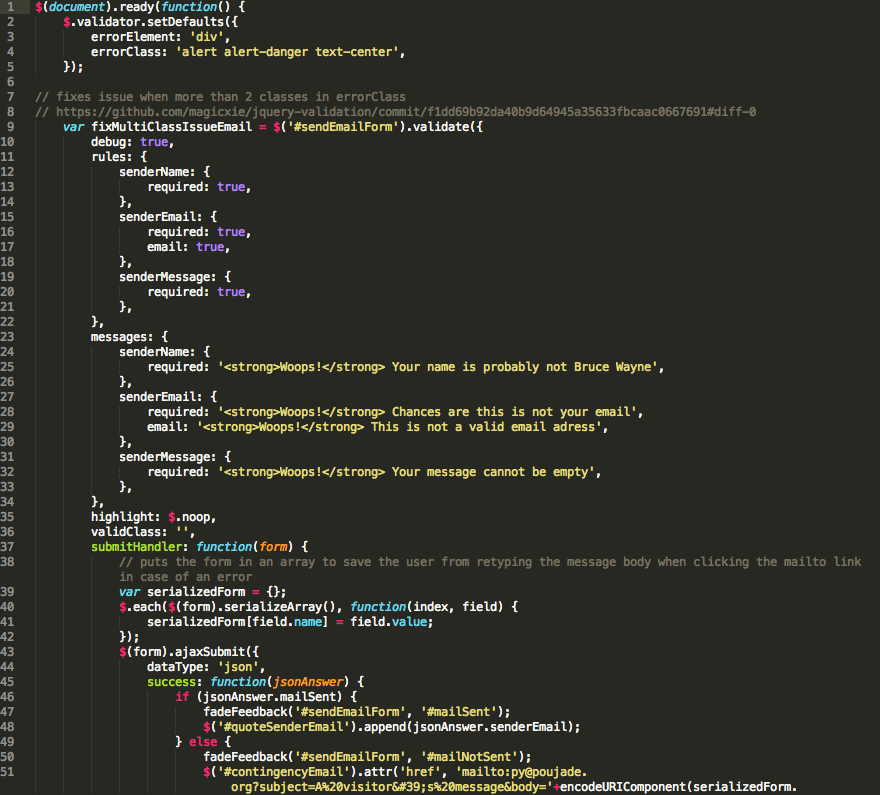 1 $(document).ready(function() {
2 $.validator.setDefaults({
3 errorElement: 'div',
4 errorClass: 'alert alert-danger text-center',
5 });
6
7 // fixes issue when more than 2 classes in errorClass
8 // https://github.com/magicxie/jquery-validation/commit/f1dd69b92da40b9d64945a35633fbcaac0667691#diff-0
9 var fixMultiClassIssueEmail = $('#sendEmailForm').validate({
10 debug: true,
11 rules: {
12 senderName: {
13 required: true,
14 },
15 senderEmail: {
16 required: true,
17 email: true,
18 },
19 senderMessage: {
20 required: true,
21 },
22 },
23 messages: {
24 senderName: {
25 required: '<strong>Woops!</strong> Your name is probably not Bruce Wayne',
26 },
27 senderEmail: {
28 required: '<strong>Woops!</strong> Chances are this is not your email',
29 email: '<strong>Woops!</strong> This is not a valid email adress',
30 },
31 senderMessage: {
32 required: '<strong>Woops!</strong> Your message cannot be empty',
33 },
34 },
35 highlight: $.noop,
36 validClass: '',
37 submitHandler: function(form) {
38 // puts the form in an array to save the user from retyping the message body when clicking the mailto link
in case of an error
39 var serializedForm = {};
40 $.each($(form).serializeArray(), function(index, field) {
41 serializedForm[field.name] = field.value;
42 });
43 $(form).ajaxSubmit({
44 dataType: 'json',
45 success: function(jsonAnswer) {
46 if (jsonAnswer.mailSent) {
47 fadeFeedback('#sendEmailForm', '#mailSent');
48 $('#quoteSenderEmail').append(jsonAnswer.senderEmail);
49 } else {
50 fadeFeedback('#sendEmailForm', '#mailNotSent');
51 $('#contingencyEmail').attr('href', 'mailto:py@poujade.
org?subject=A%20visitor&#39;s%20message&body='+encodeURIComponent(serializedForm.